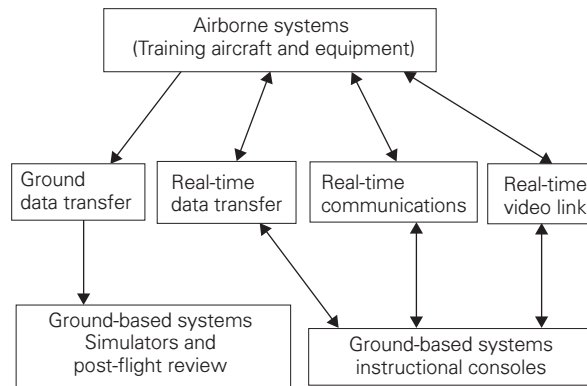 Airborne systems
(Training aircraft and equipment)
Ground
data transfer
Real-time
data transfer
Real-time
communications
Real-time
video link
Ground-based systems
Simulators and
post-flight review
Ground-based systems
instructional consoles